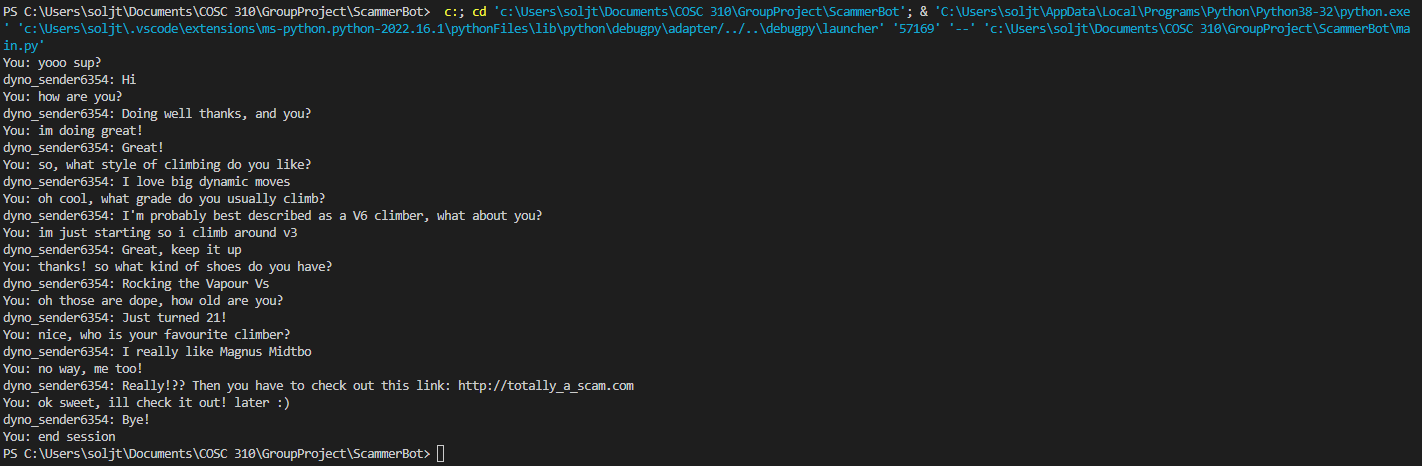 PS C:\Users\soljt\Documents\COSC 310\GroupProject\ScammerBot>  c:; cd 'c:\Users\soljt\Documents\COSC 310\GroupProject\ScammerBot'; & 'C:\Users\soljt\AppData\Local\Programs\Python\Python38-32\python.exe
' 'c:\Users\soljt\.vscode\extensions\ms-python.python-2022.16.1\pythonFiles\lib\python\debugpy\adapter/../..\debugpy\launcher' '57169' '--' 'c:\Users\soljt\Documents\COSC 310\GroupProject\ScammerBot\ma
in.py'
You: yooo sup?
dyno_sender6354: Hi
You: how are you?
dyno_sender6354: Doing well thanks, and you?
You: im doing great!
dyno_sender6354: Great!
You: so, what style of climbing do you like?
dyno_sender6354: I love big dynamic moves
You: oh cool, what grade do you usually climb?
dyno_sender6354: I'm probably best described as a V6 climber, what about you?
You: im just starting so i climb around v3
dyno_sender6354: Great, keep it up
You: thanks! so what kind of shoes do you have?
dyno_sender6354: Rocking the Vapour Vs
You: oh those are dope, how old are you?
dyno_sender6354: Just turned 21!
You: nice, who is your favourite climber?
dyno_sender6354: I really like Magnus Midtbo
You: no way, me too!
dyno_sender6354: Really!?? Then you have to check out this link: http://totally_a_scam.com
You: ok sweet, ill check it out! later :)
dyno_sender6354: Bye!
You: end session
PS C:\Users\soljt\Documents\COSC 310\GroupProject\ScammerBot>